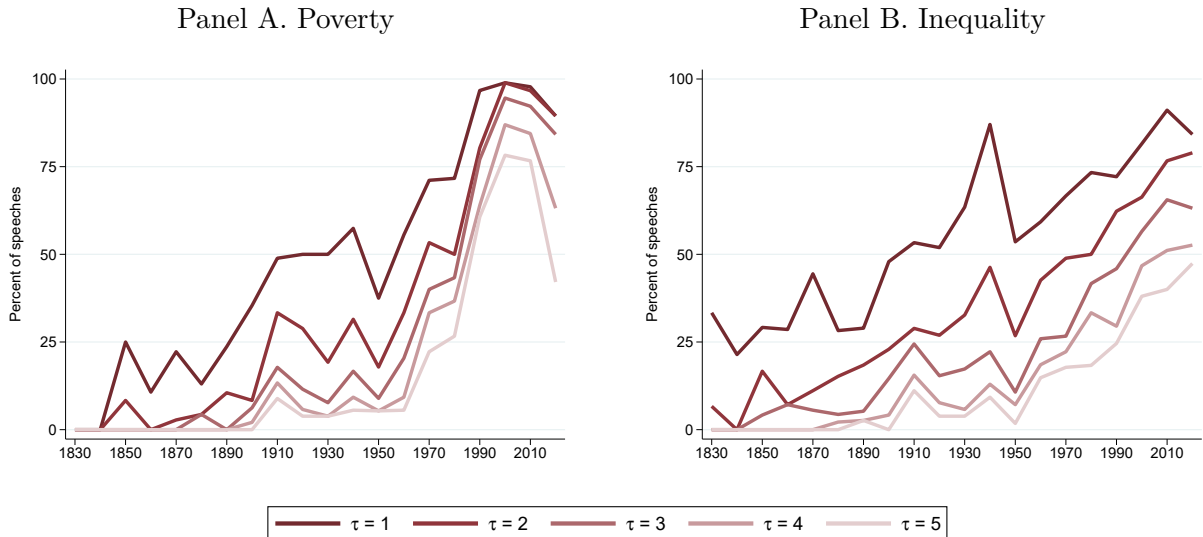 Panel A. Poverty
Panel B. Inequality
Percent of speeches
100
75
50
25
0
1830 1850 1870 1890 1910 1930 1950 1970 1990 2010
Percent of speeches
100
75
50
25
0
1830 1850 1870 1890 1910 1930 1950 1970 1990 2010
τ = 1 τ = 2 τ = 3 τ = 4 τ = 5